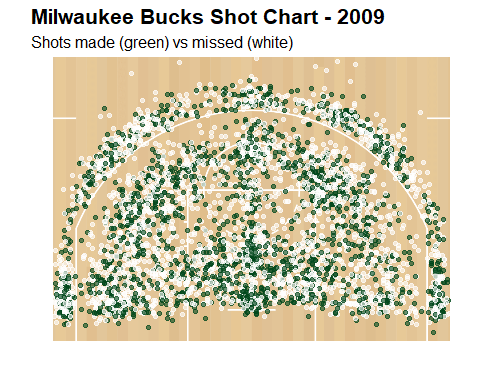 Milwaukee Bucks Shot Chart - 2009
Shots made (green) vs missed (white)